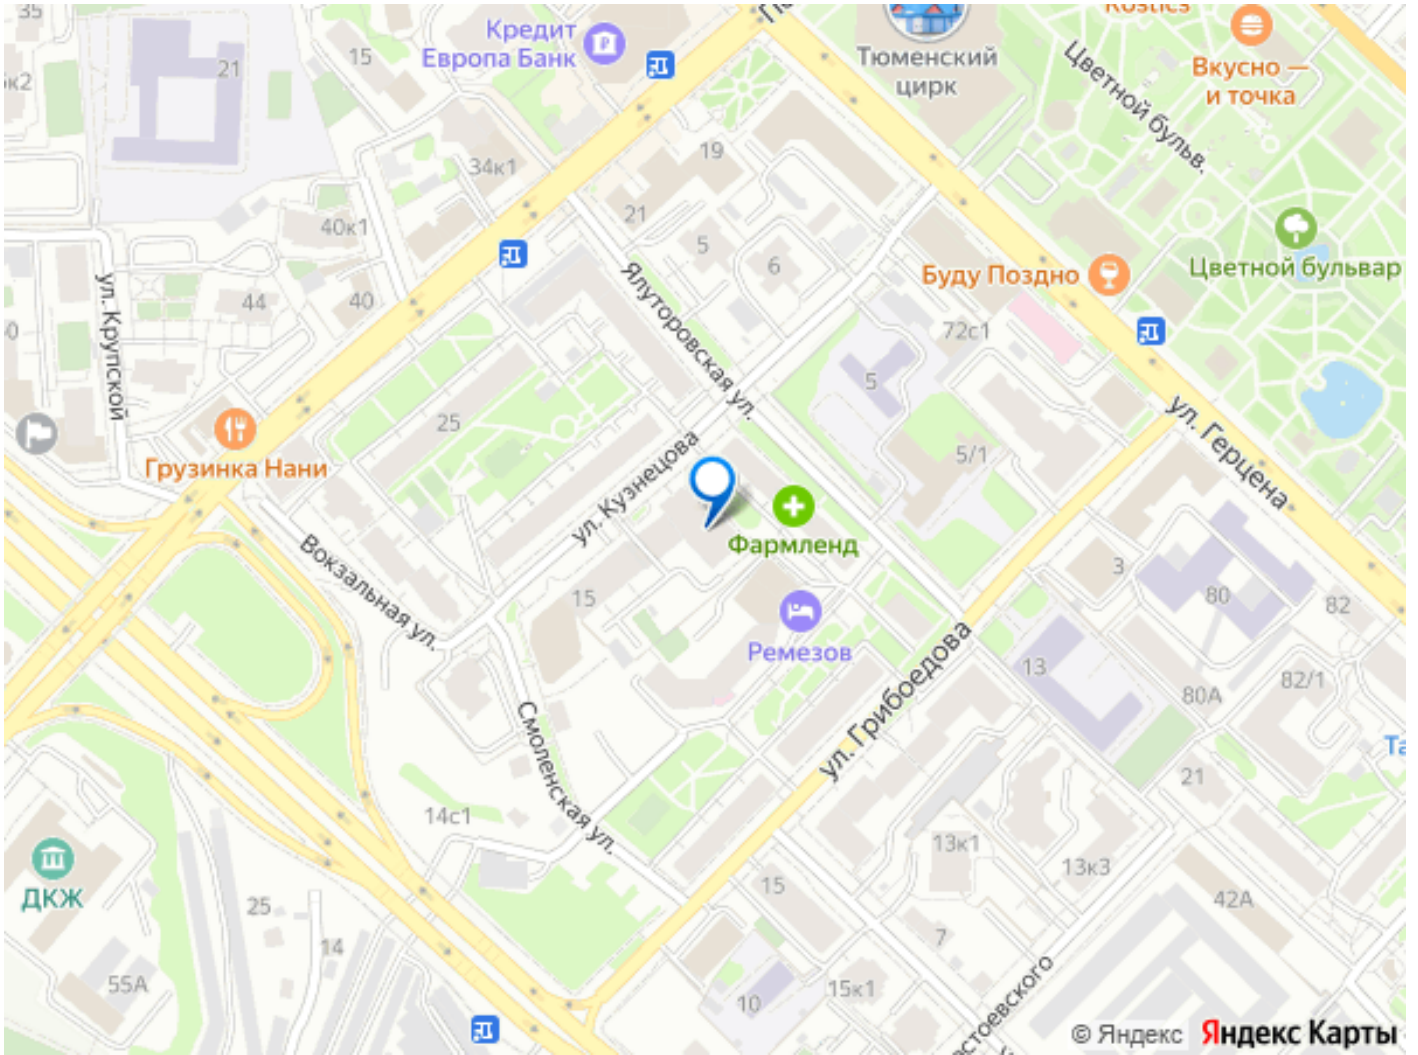 35
Кредит
Европа Банк
15
21
к2
Тюменский
цирк
Rostics
Вкусно —
и точка
Цветной бульв.
34к1
19
21
5
6
40к1
Ялуторовская ул.
Буду Поздно
Цветной бульвар
ул. Крупской
44
40
72с1
5
25
Грузинка Нани
ул. Кузнецова
5/1
ул. Герцена
Фармленд
Вокзальная ул.
15
3
80
82
Ремезов
ул. Грибоедова
13
80А
82/1
Смоленская ул.
14с1
21
13к1
13к3
ДКЖ
25
15
42А
14
7
55А
10
15к1
© Яндекс
Яндекс Карты